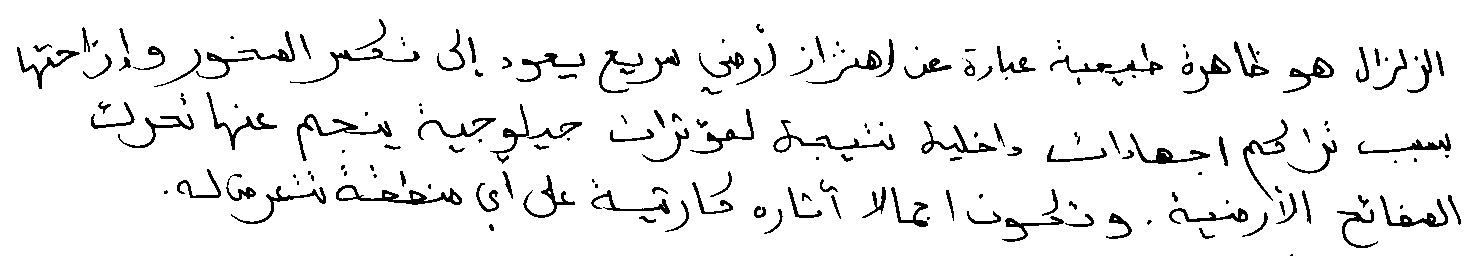 الزلزال هو ظاهرة طبيعية عبارة عن اهتزاز أرضي سريع يعود إلى تكسر الصخور وإزاحتها
بسبب تراكم اجهادات داخلية نتيجة لمؤثرات جيلوجية ينجم عنها تحرك
الصفائح الأرضية. وتكون اجمالا أثاره كارثية على أي منطقة تتعرض له.